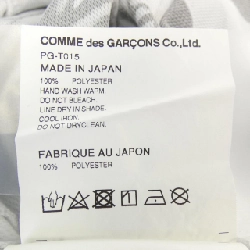 COMME des GARÇONS Co.,Ltd.
PG-T015
MADE IN JAPAN
100% POLYESTER
HAND WASH WARM
DO NOT BLEACH
LINE DRY IN SHADE
COOL IRON
DO NOT DRYCLEAN.
FABRIQUE AU JAPON
100% POLYESTER